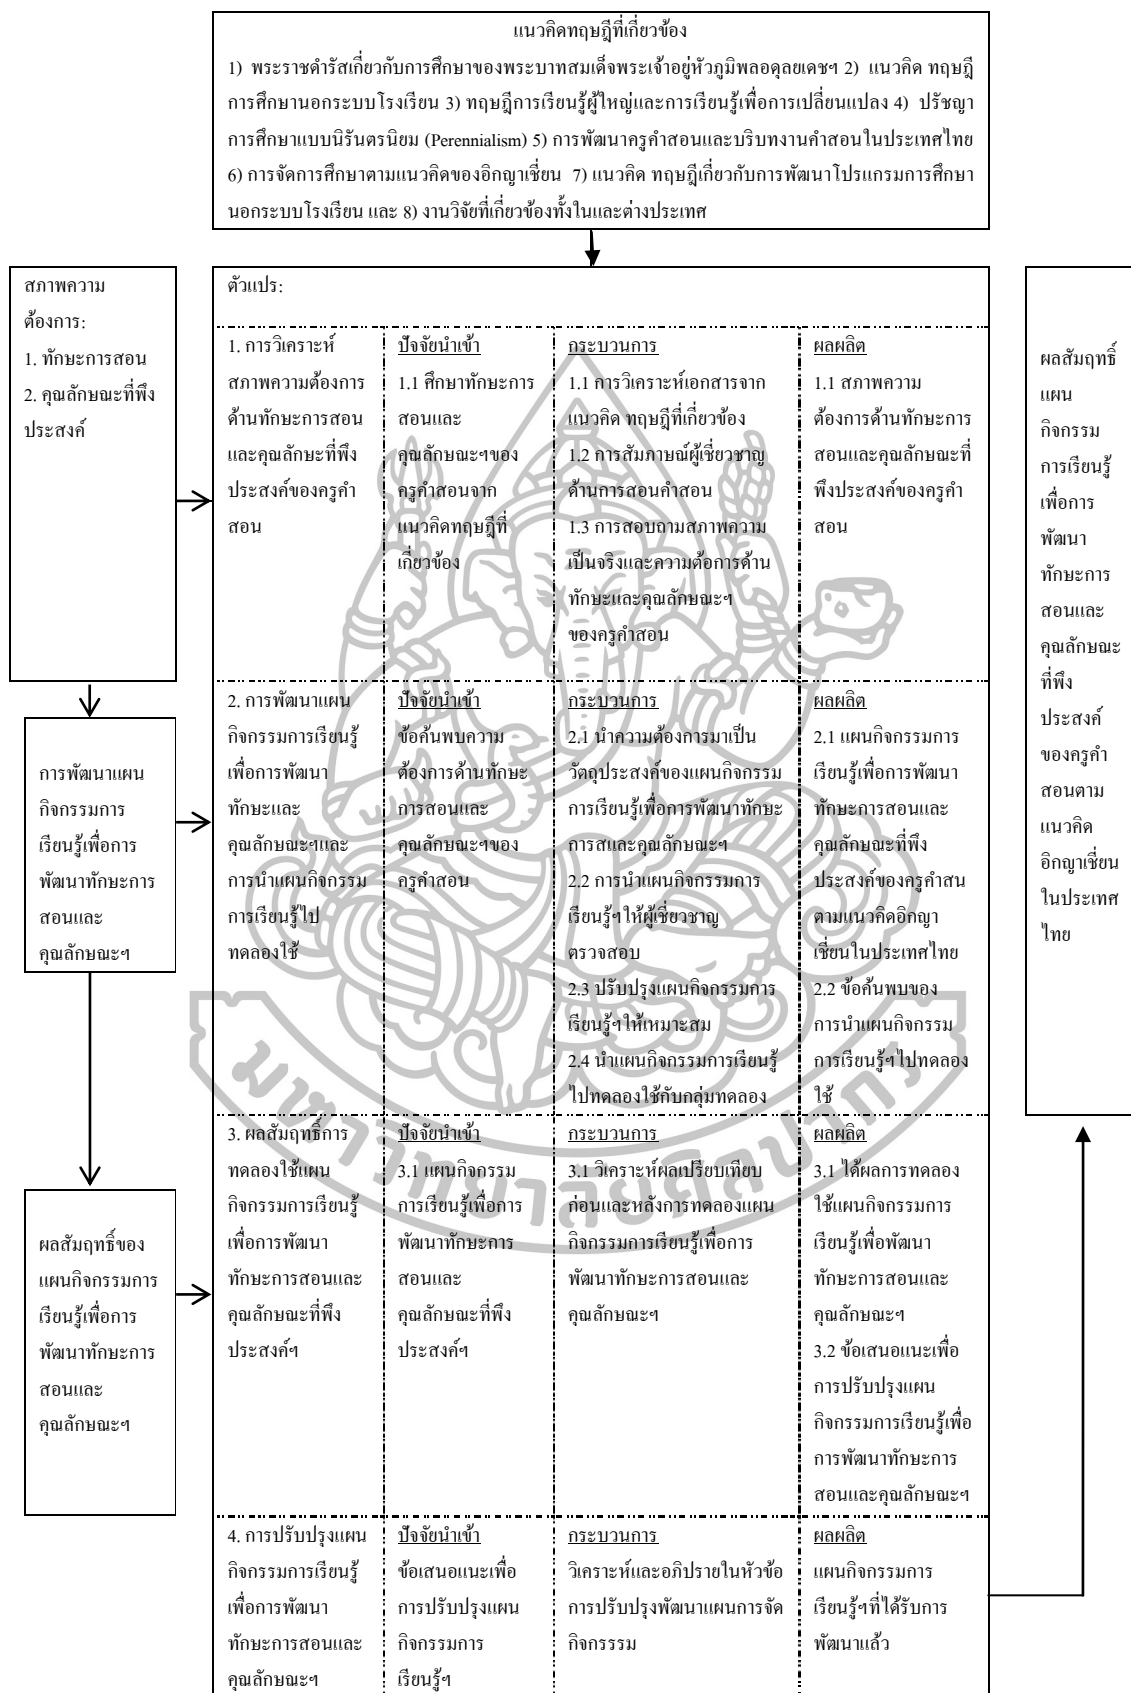 แนวคิดทฤษฎีที่เกี่ยวข้อง
1) พระราชดำรัสเกี่ยวกับการศึกษาของพระบาทสมเด็จพระเจ้าอยู่หัวภูมิพลอดุลยเดชฯ 2) แนวคิด ทฤษฎี
การศึกษานอกระบบโรงเรียน 3) ทฤษฎีการเรียนรู้ผู้ใหญ่และการเรียนรู้เพื่อการเปลี่ยนแปลง 4) ปรัชญา
การศึกษาแบบนิรันตรนิยม (Perennialism) 5) การพัฒนาครูคำสอนและบริบทงานคำสอนในประเทศไทย
6) การจัดการศึกษาตามแนวคิดของอิกญาเชี่ยน 7) แนวคิด ทฤษฎีเกี่ยวกับการพัฒนาโปรแกรมการศึกษา
นอกระบบโรงเรียน และ 8) งานวิจัยที่เกี่ยวข้องทั้งในและต่างประเทศ
สภาพความ
ต้องการ:
1. ทักษะการสอน
2. คุณลักษณะที่พึง
ประสงค์
การพัฒนาแผน
กิจกรรมการ
เรียนรู้เพื่อการ
พัฒนาทักษะการ
สอนและ
คุณลักษณะฯ
ผลสัมฤทธิ์ของ
แผนกิจกรรมการ
เรียนรู้เพื่อการ
พัฒนาทักษะการ
สอนและ
คุณลักษณะฯ
ตัวแปร:
1. การวิเคราะห์
สภาพความต้องการ
ด้านทักษะการสอน
และคุณลักษะที่พึง
ประสงค์ของครูคำ
สอน
ปัจจัยนำเข้า
1.1 ศึกษาทักษะการ
สอนและ
คุณลักษณะฯของ
ครูคำสอนจาก
แนวคิดทฤษฎีที่
เกี่ยวข้อง
กระบวนการ
1.1 การวิเคราะห์เอกสารจาก
แนวคิด ทฤษฎีที่เกี่ยวข้อง
1.2 การสัมภาษณ์ผู้เชี่ยวชาญ
ด้านการสอนคำสอน
1.3 การสอบถามสภาพความ
เป็นจริงและความต้อการด้าน
ทักษะและคุณลักษณะฯ
ของครูคำสอน
ผลผลิต
1.1 สภาพความ
ต้องการด้านทักษะการ
สอนและคุณลักษณะที่
พึงประสงค์ของครูคำ
สอน
2. การพัฒนาแผน
กิจกรรมการเรียนรู้
เพื่อการพัฒนา
ทักษะและ
คุณลักษณะฯและ
การนำแผนกิจกรรม
การเรียนรู้ไป
ทดลองใช้
ปัจจัยนำเข้า
ข้อค้นพบความ
ต้องการด้านทักษะ
การสอนและ
คุณลักษณะฯของ
ครูคำสอน
กระบวนการ
2.1 นำความต้องการมาเป็น
วัตถุประสงค์ของแผนกิจกรรม
การเรียนรู้เพื่อการพัฒนาทักษะ
การสและคุณลักษณะฯ
2.2 การนำแผนกิจกรรมการ
เรียนรู้ฯให้ผู้เชี่ยวชาญ
ตรวจสอบ
2.3 ปรับปรุงแผนกิจกรรมการ
เรียนรู้ฯให้เหมาะสม
2.4 นำแผนกิจกรรมการเรียนรู้
ไปทดลองใช้กับกลุ่มทดลอง
ผลผลิต
2.1 แผนกิจกรรมการ
เรียนรู้เพื่อการพัฒนา
ทักษะการสอนและ
คุณลักษณะที่พึง
ประสงค์ของครูคำสน
ตามแนวคิดอิกญา
เชี่ยนในประเทศไทย
2.2 ข้อค้นพบของ
การนำแผนกิจกรรม
การเรียนรู้ฯไปทดลอง
ใช้
3. ผลสัมฤทธิ์การ
ทดลองใช้แผน
กิจกรรมการเรียนรู้
เพื่อการพัฒนา
ทักษะการสอนและ
คุณลักษณะที่พึง
ประสงค์ฯ
ปัจจัยนำเข้า
3.1 แผนกิจกรรม
การเรียนรู้เพื่อการ
พัฒนาทักษะการ
สอนและ
คุณลักษณะที่พึง
ประสงค์ฯ
กระบวนการ
3.1 วิเคราะห์ผลเปรียบเทียบ
ก่อนและหลังการทดลองแผน
กิจกรรมการเรียนรู้เพื่อการ
พัฒนาทักษะการสอนและ
คุณลักษณะฯ
ผลผลิต
3.1 ได้ผลการทดลอง
ใช้แผนกิจกรรมการ
เรียนรู้เพื่อพัฒนา
ทักษะการสอนและ
คุณลักษณะฯ
3.2 ข้อเสนอแนะเพื่อ
การปรับปรุงแผน
กิจกรรมการเรียนรู้เพื่อ
การพัฒนาทักษะการ
สอนและคุณลักษณะฯ
4. การปรับปรุงแผน
กิจกรรมการเรียนรู้
เพื่อการพัฒนา
ทักษะการสอนและ
คุณลักษณะฯ
ปัจจัยนำเข้า
ข้อเสนอแนะเพื่อ
การปรับปรุงแผน
กิจกรรมการ
เรียนรู้ฯ
กระบวนการ
วิเคราะห์และอภิปรายในหัวข้อ
การปรับปรุงพัฒนาแผนการจัด
กิจกรรรม
ผลผลิต
แผนกิจกรรมการ
เรียนรู้ฯที่ได้รับการ
พัฒนาแล้ว
ผลสัมฤทธิ์
แผน
กิจกรรม
การเรียนรู้
เพื่อการ
พัฒนา
ทักษะการ
สอนและ
คุณลักษณะ
ที่พึง
ประสงค์
ของครูคำ
สอนตาม
แนวคิด
อิกญาเชี่ยน
ในประเทศ
ไทย
มหาวิทยาลัยศิลปากร